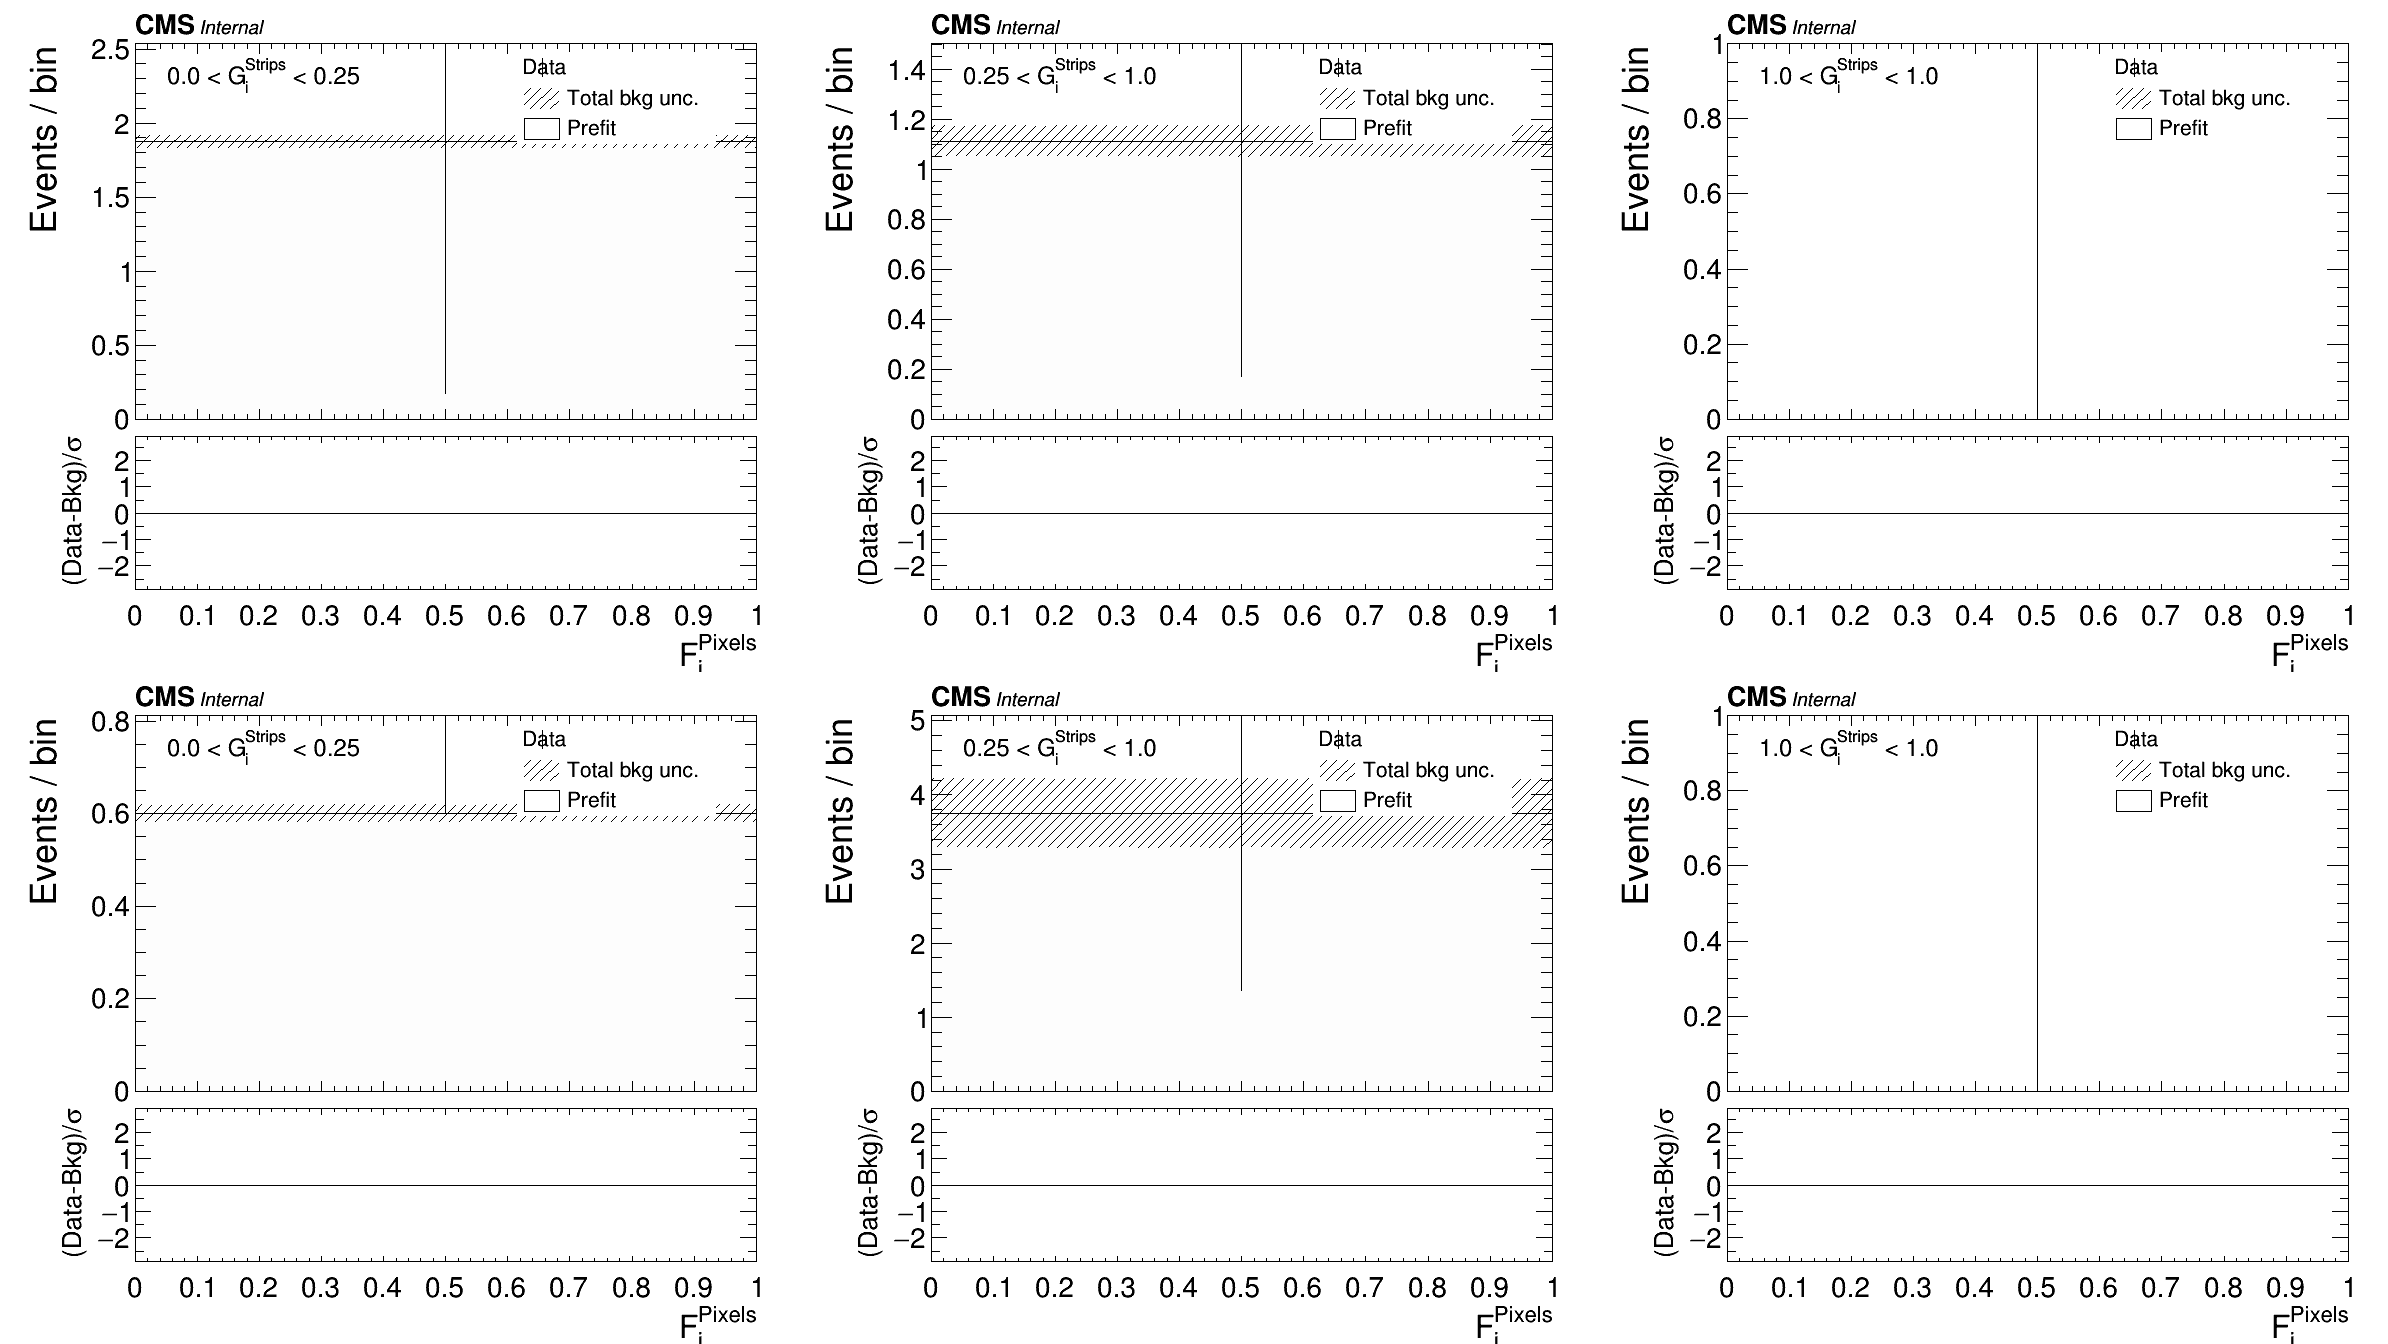 CMS Internal
Events / bin
2.5
2
1.5
1
0.5
0
0.0 < G_i^Strips < 0.25
Data
Total bkg unc.
Prefit
(Data-Bkg)/σ
2
1
0
−1
−2
0 0.1 0.2 0.3 0.4 0.5 0.6 0.7 0.8 0.9 1
F_i^Pixels
CMS Internal
Events / bin
1.4
1.2
1
0.8
0.6
0.4
0.2
0
0.25 < G_i^Strips < 1.0
Data
Total bkg unc.
Prefit
(Data-Bkg)/σ
2
1
0
−1
−2
0 0.1 0.2 0.3 0.4 0.5 0.6 0.7 0.8 0.9 1
F_i^Pixels
CMS Internal
Events / bin
1
0.8
0.6
0.4
0.2
0
1.0 < G_i^Strips < 1.0
Data
Total bkg unc.
Prefit
(Data-Bkg)/σ
2
1
0
−1
−2
0 0.1 0.2 0.3 0.4 0.5 0.6 0.7 0.8 0.9 1
F_i^Pixels
CMS Internal
Events / bin
0.8
0.6
0.4
0.2
0
0.0 < G_i^Strips < 0.25
Data
Total bkg unc.
Prefit
(Data-Bkg)/σ
2
1
0
−1
−2
0 0.1 0.2 0.3 0.4 0.5 0.6 0.7 0.8 0.9 1
F_i^Pixels
CMS Internal
Events / bin
5
4
3
2
1
0
0.25 < G_i^Strips < 1.0
Data
Total bkg unc.
Prefit
(Data-Bkg)/σ
2
1
0
−1
−2
0 0.1 0.2 0.3 0.4 0.5 0.6 0.7 0.8 0.9 1
F_i^Pixels
CMS Internal
Events / bin
1
0.8
0.6
0.4
0.2
0
1.0 < G_i^Strips < 1.0
Data
Total bkg unc.
Prefit
(Data-Bkg)/σ
2
1
0
−1
−2
0 0.1 0.2 0.3 0.4 0.5 0.6 0.7 0.8 0.9 1
F_i^Pixels